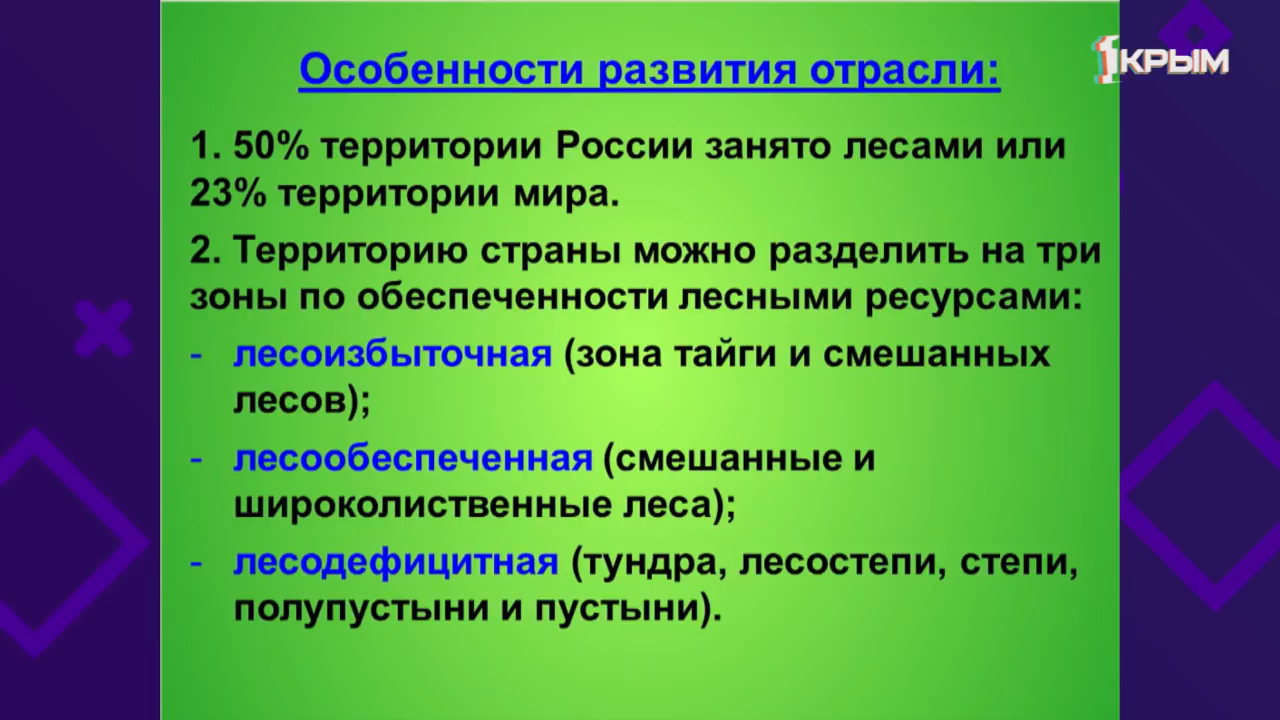 Особенности развития отрасли:
1КРЫМ
1. 50% территории России занято лесами или
23% территории мира.
2. Территорию страны можно разделить на три
зоны по обеспеченности лесными ресурсами:
- лесоизбыточная (зона тайги и смешанных
лесов);
- лесообеспеченная (смешанные и
широколиственные леса);
- лесодефицитная (тундра, лесостепи, степи,
полупустыни и пустыни).